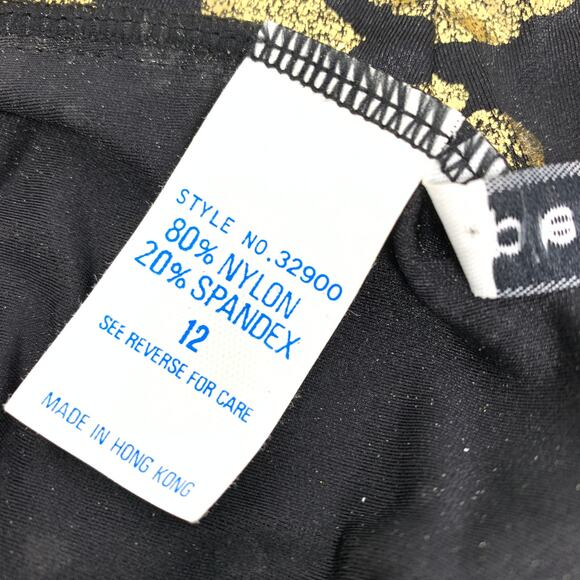 STYLE NO. 32900
80% NYLON
20% SPANDEX
12
SEE REVERSE FOR CARE
MADE IN HONG KONG